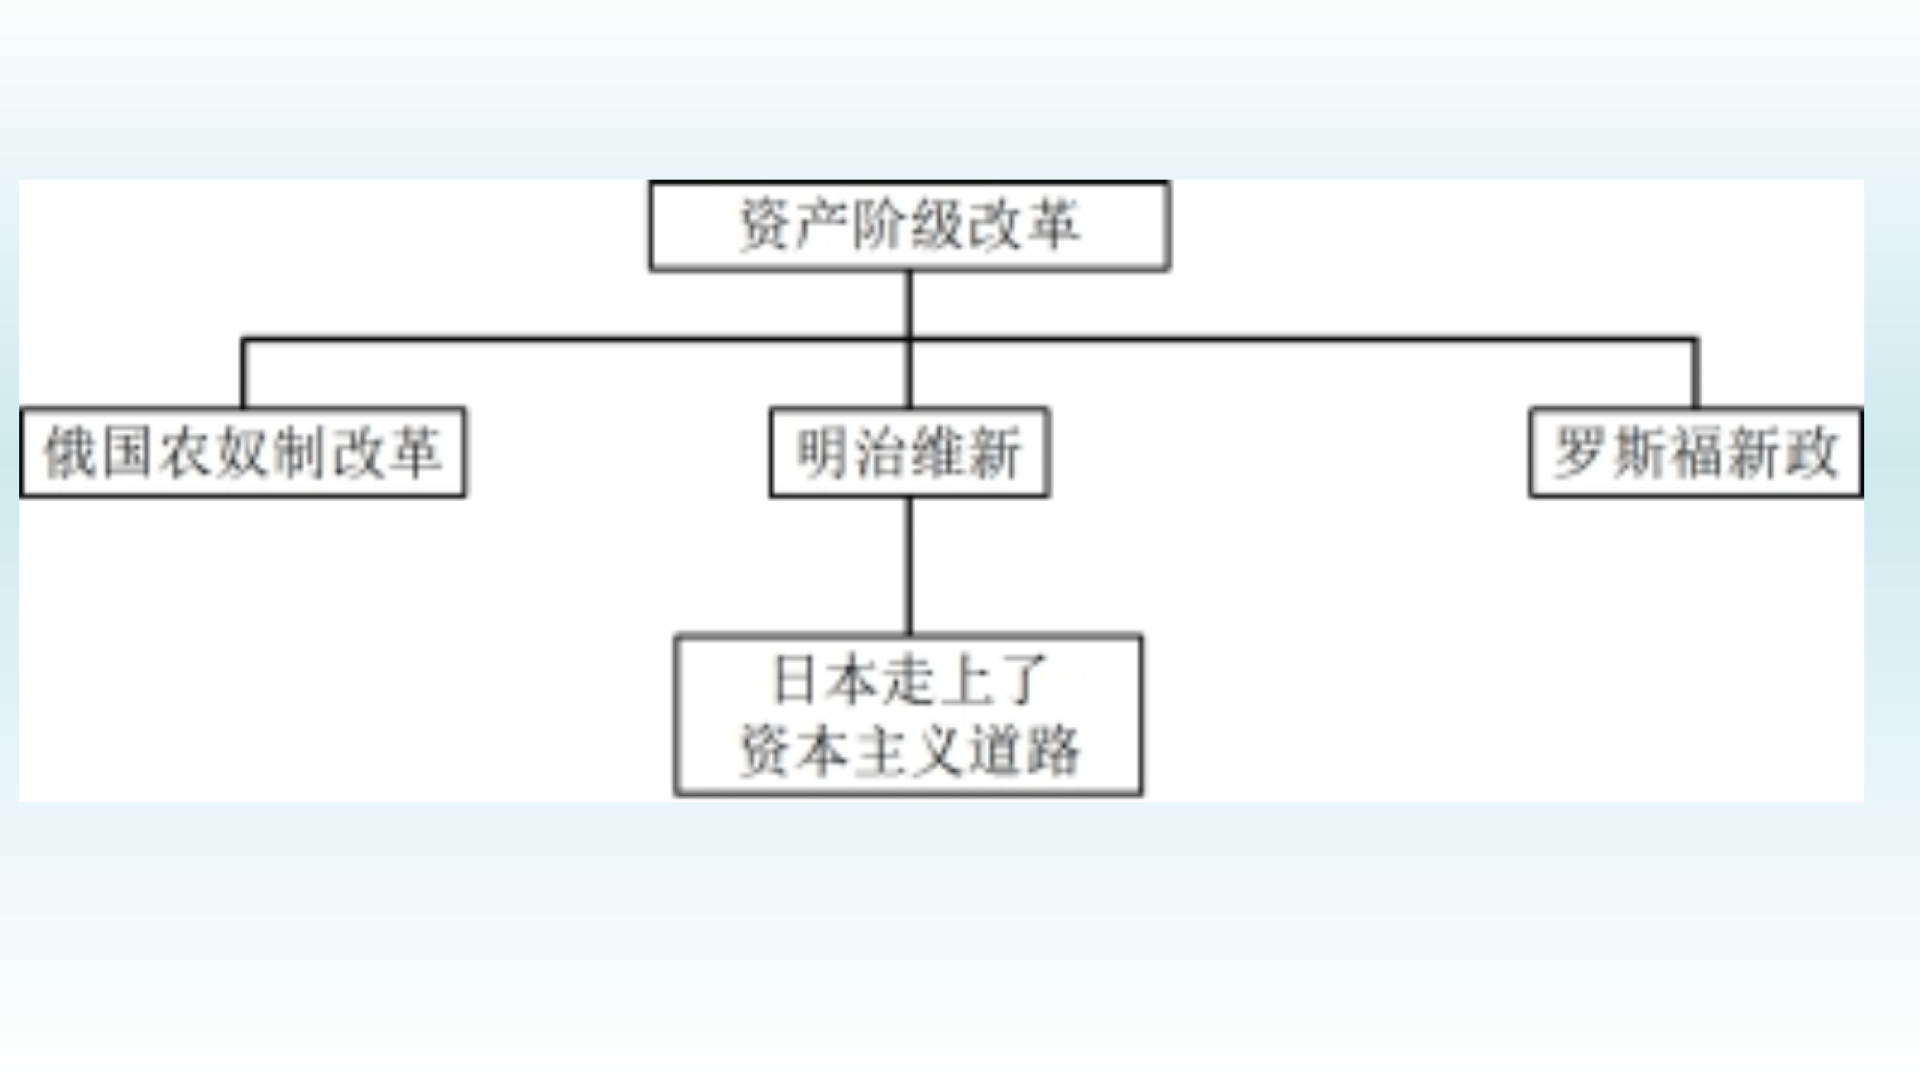 资产阶级改革
俄国农奴制改革
明治维新
罗斯福新政
日本走上了
资本主义道路